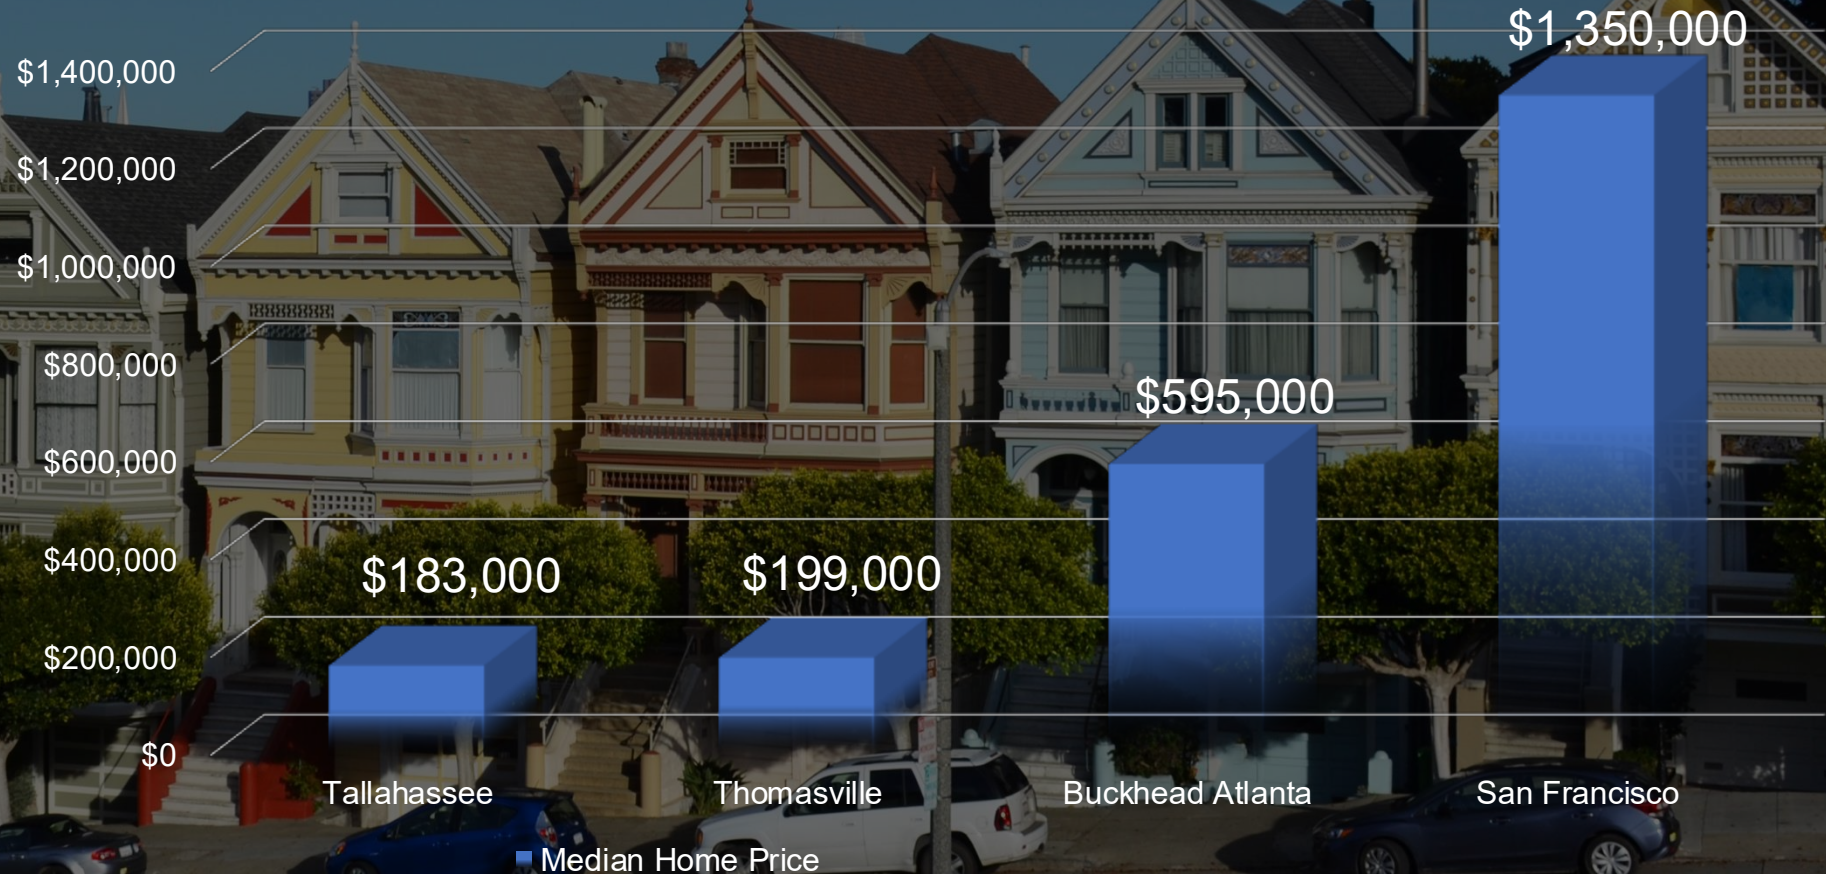 $1,350,000
$1,400,000
$1,200,000
$1,000,000
$800,000
$595,000
$600,000
$400,000
$183,000
$199,000
$200,000
$0
Tallahassee
Thomasville
Buckhead Atlanta
San Francisco
Median Home Price